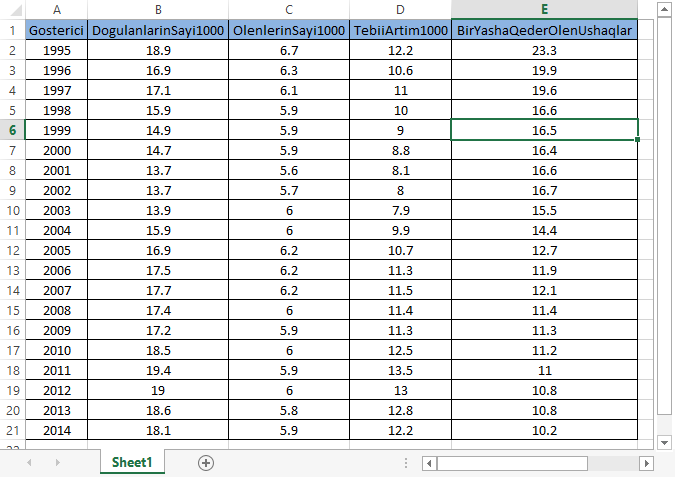 A B C D E
1 Gosterici DogulanlarinSayi1000 OlenlerinSayi1000 TebiiArtim1000 BirYashaQederOlenUshaqlar
2 1995 18.9 6.7 12.2 23.3
3 1996 16.9 6.3 10.6 19.9
4 1997 17.1 6.1 11 19.6
5 1998 15.9 5.9 10 16.6
6 1999 14.9 5.9 9 16.5
7 2000 14.7 5.9 8.8 16.4
8 2001 13.7 5.6 8.1 16.6
9 2002 13.7 5.7 8 16.7
10 2003 13.9 6 7.9 15.5
11 2004 15.9 6 9.9 14.4
12 2005 16.9 6.2 10.7 12.7
13 2006 17.5 6.2 11.3 11.9
14 2007 17.7 6.2 11.5 12.1
15 2008 17.4 6 11.4 11.4
16 2009 17.2 5.9 11.3 11.3
17 2010 18.5 6 12.5 11.2
18 2011 19.4 5.9 13.5 11
19 2012 19 6 13 10.8
20 2013 18.6 5.8 12.8 10.8
21 2014 18.1 5.9 12.2 10.2
Sheet1